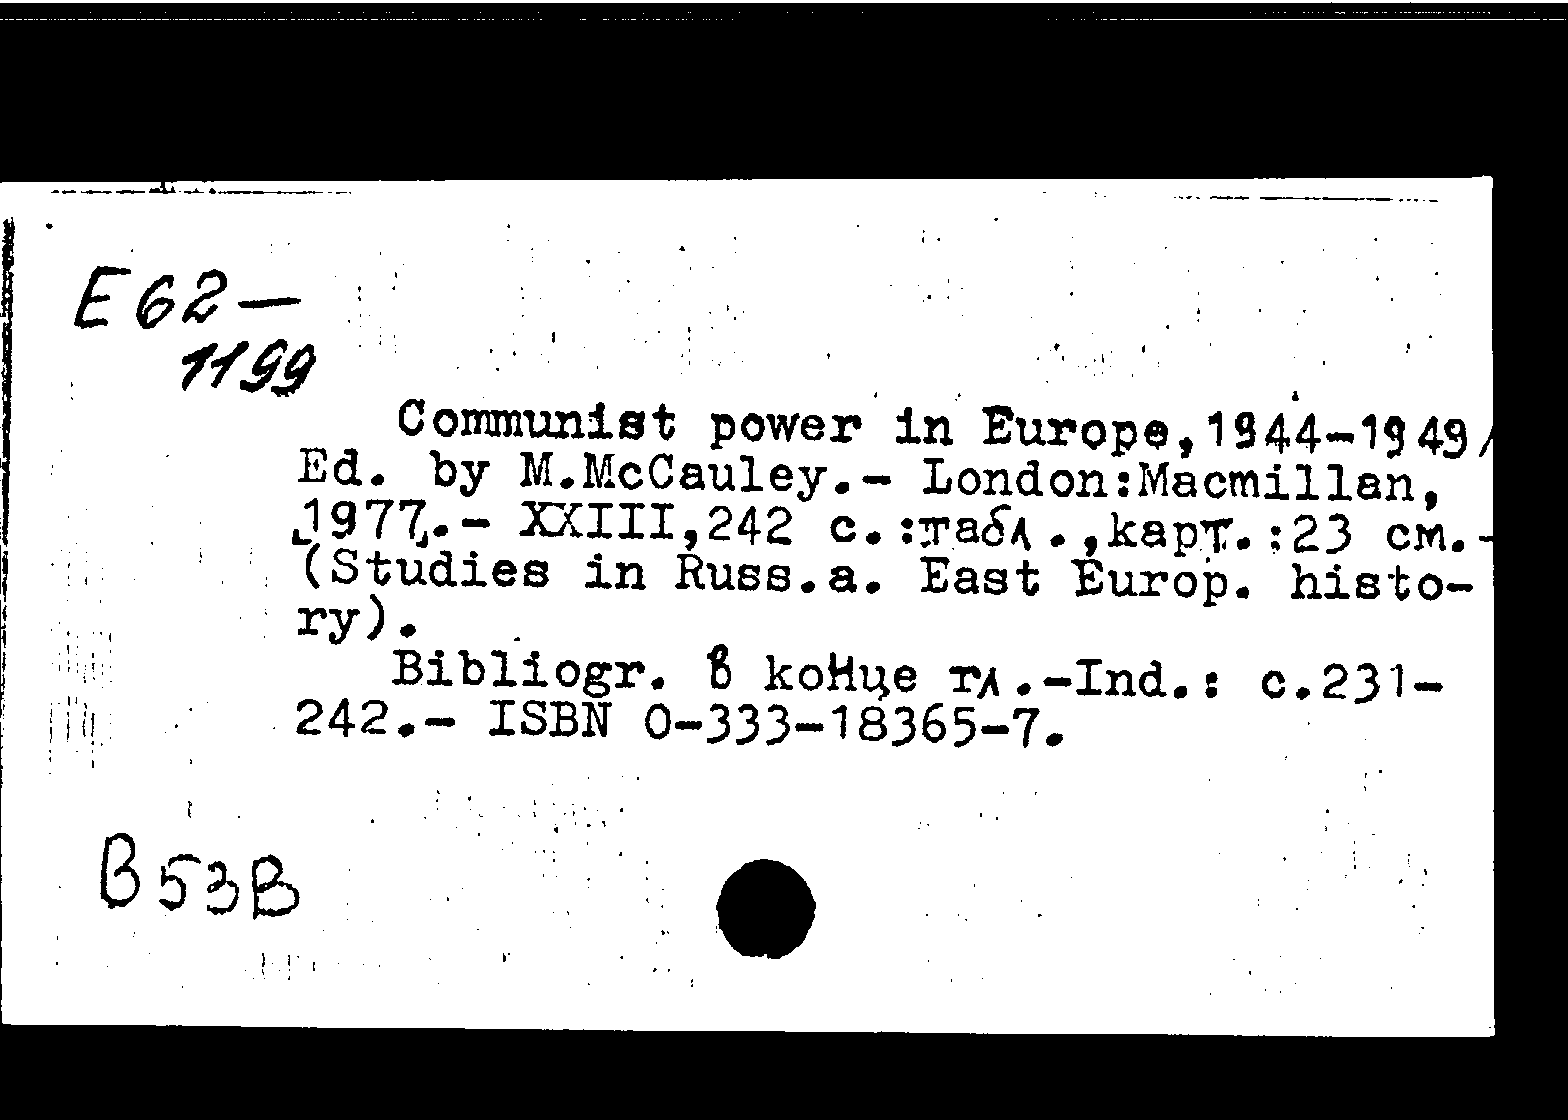 E62-
1199
Communist power in Europe,1944-1949/
Ed. by M.McCauley.- London:Macmillan,
[1977].- XXIII,242 с.:табл.,карт.;23 см.-
(Studies in Russ.a. East Europ. histo-
ry).
Bibliogr. в конце гл.-Ind.: с.231-
242.- ISBN 0-333-18365-7.
В53В